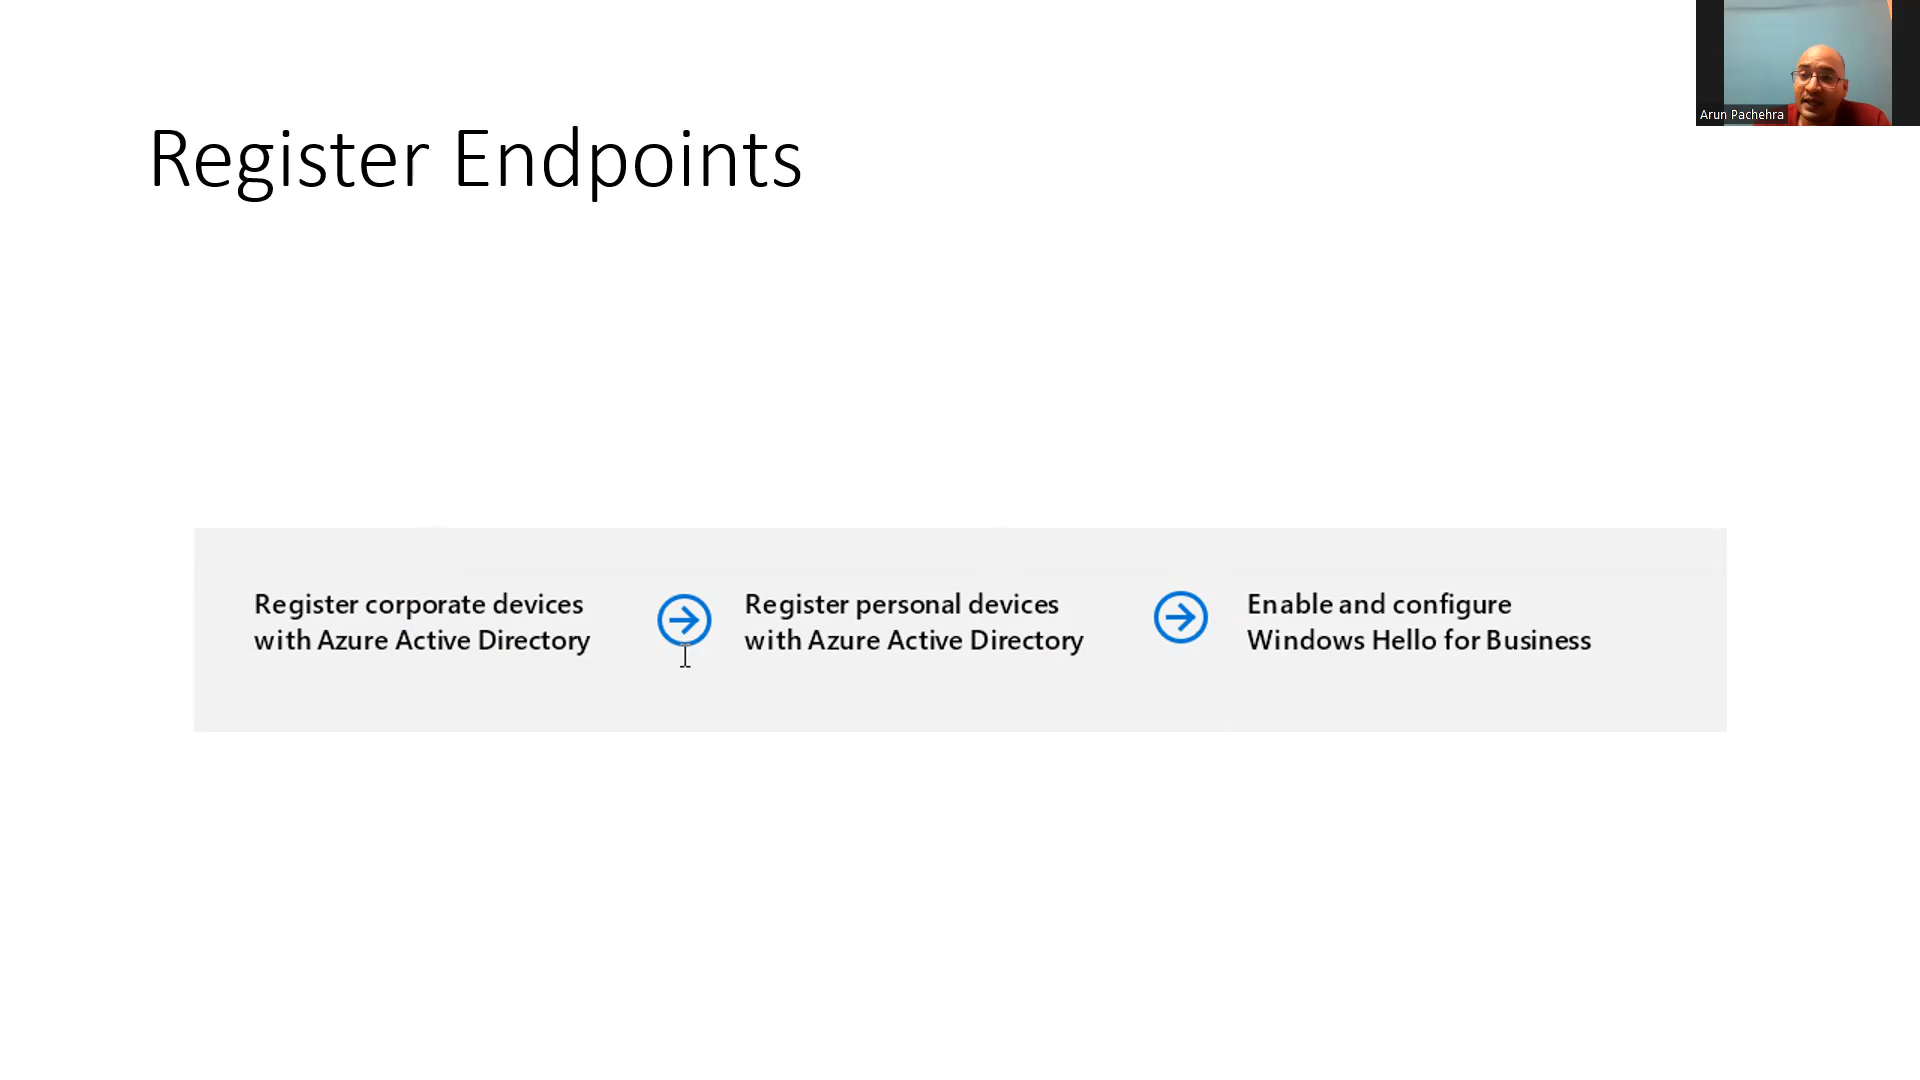 Register Endpoints
Arun Pachehra
Register corporate devices
with Azure Active Directory
Register personal devices
with Azure Active Directory
Enable and configure
Windows Hello for Business